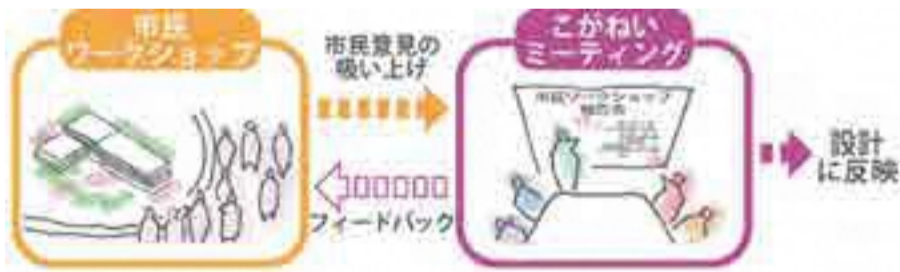 市民
ワークショップ
市民意見の
吸い上げ
フィードバック
こがねい
ミーティング
市民ワークショップ
報告会
設計
に反映